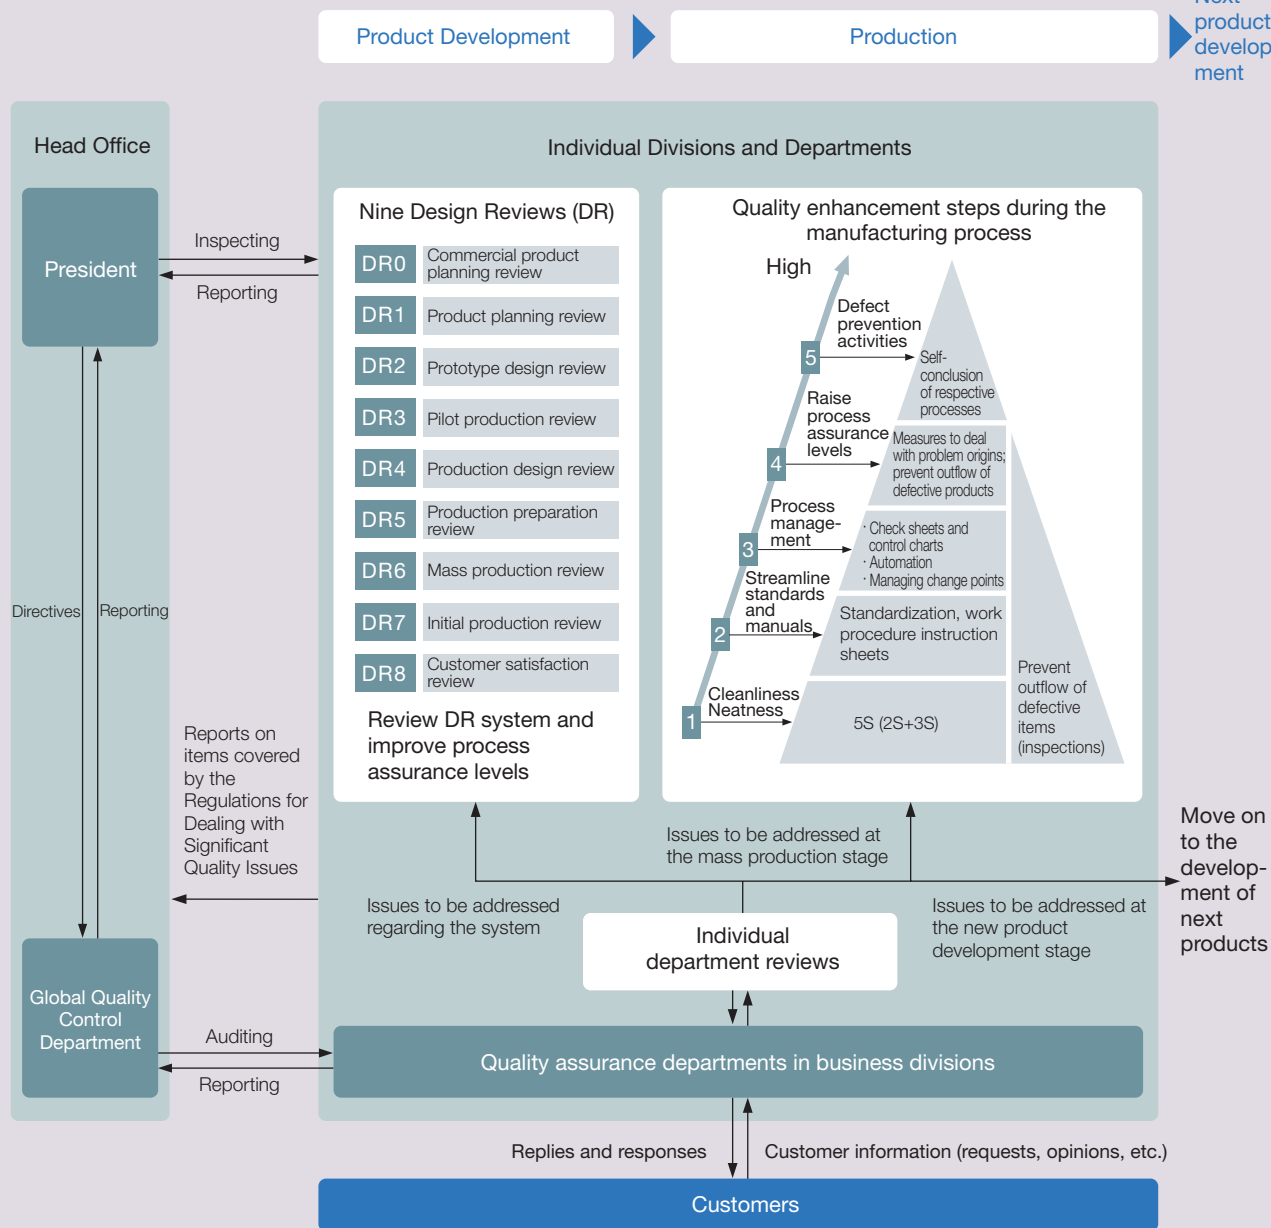 Product Development
Production
Next
product
develop-
ment
Head Office
President
Inspecting
Reporting
Directives
Reporting
Reports on
items covered
by the
Regulations for
Dealing with
Significant
Quality Issues
Global Quality
Control
Department
Auditing
Reporting
Individual Divisions and Departments
Nine Design Reviews (DR)
DR0 Commercial product
planning review
DR1 Product planning review
DR2 Prototype design review
DR3 Pilot production review
DR4 Production design review
DR5 Production preparation
review
DR6 Mass production review
DR7 Initial production review
DR8 Customer satisfaction
review
Review DR system and
improve process
assurance levels
Quality enhancement steps during the
manufacturing process
High
Defect
prevention
activities
5
Self-
conclusion
of respective
processes
Raise
process
assurance
levels
4
Measures to deal
with problem origins;
prevent outflow of
defective products
Process
manage-
ment
3
· Check sheets and
control charts
· Automation
· Managing change points
Streamline
standards
and
manuals
2
Standardization, work
procedure instruction
sheets
Cleanliness
Neatness
1
5S (2S+3S)
Prevent
outflow of
defective
items
(inspections)
Issues to be addressed at
the mass production stage
Issues to be addressed
regarding the system
Issues to be addressed at
the new product
development stage
Move on
to the
develop-
ment of
next
products
Individual
department reviews
Quality assurance departments in business divisions
Replies and responses
Customer information (requests, opinions, etc.)
Customers